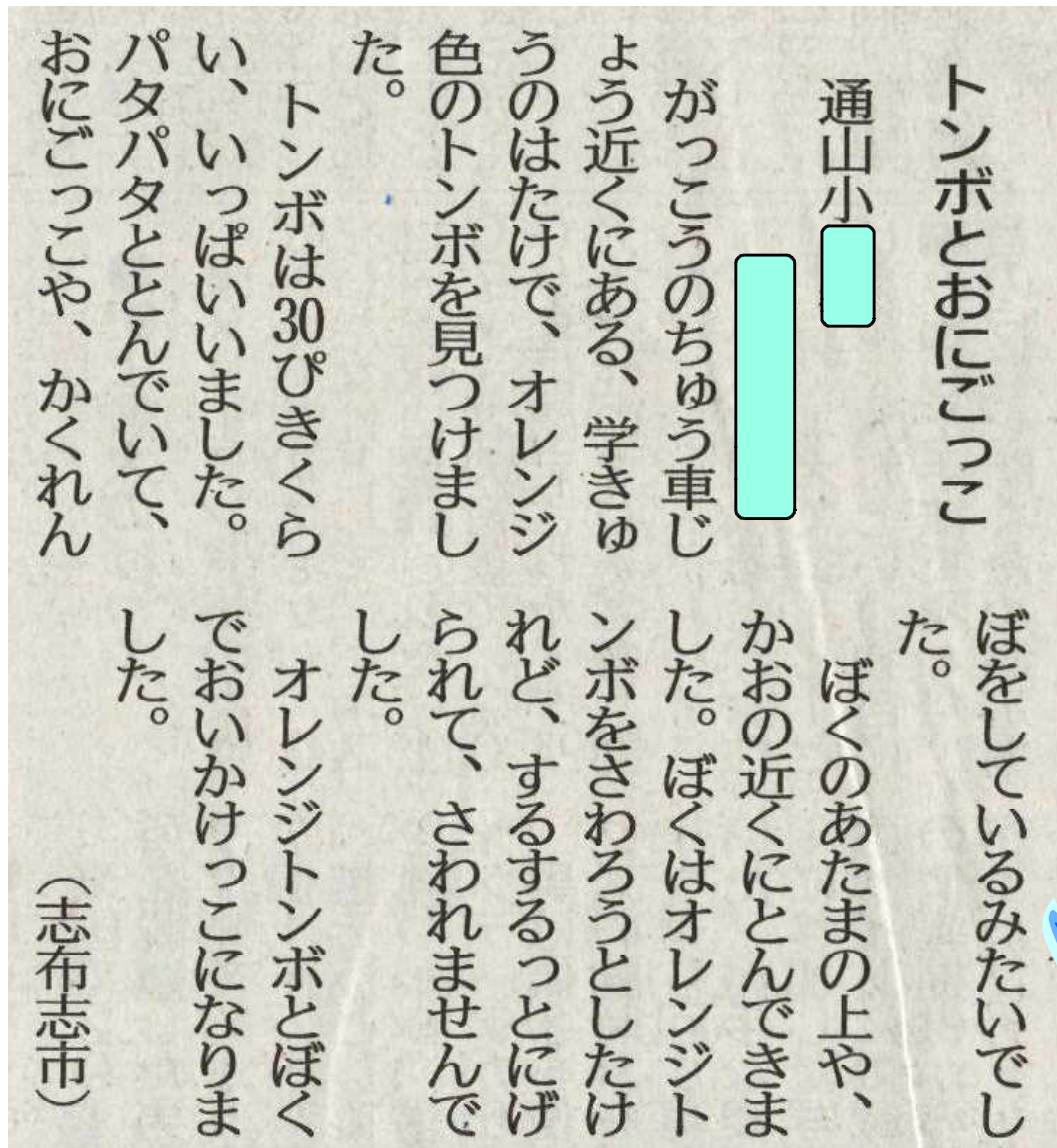 トンボとおにごっこ
通山小
　がっこうのちゅう車じ
ょう近くにある、学きゅ
うのはたけで、オレンジ
色のトンボを見つけまし
た。
　トンボは30ぴきくら
い、いっぱいいました。
パタパタととんでいて、
おにごっこや、かくれん
ぼをしているみたいでし
た。
　ぼくのあたまの上や、
かおの近くにとんできま
した。ぼくはオレンジト
ンボをさわろうとしたけ
れど、するするっとにげ
られて、さわれませんで
した。
　オレンジトンボとぼく
でおいかけっこになりま
した。
（志布志市）